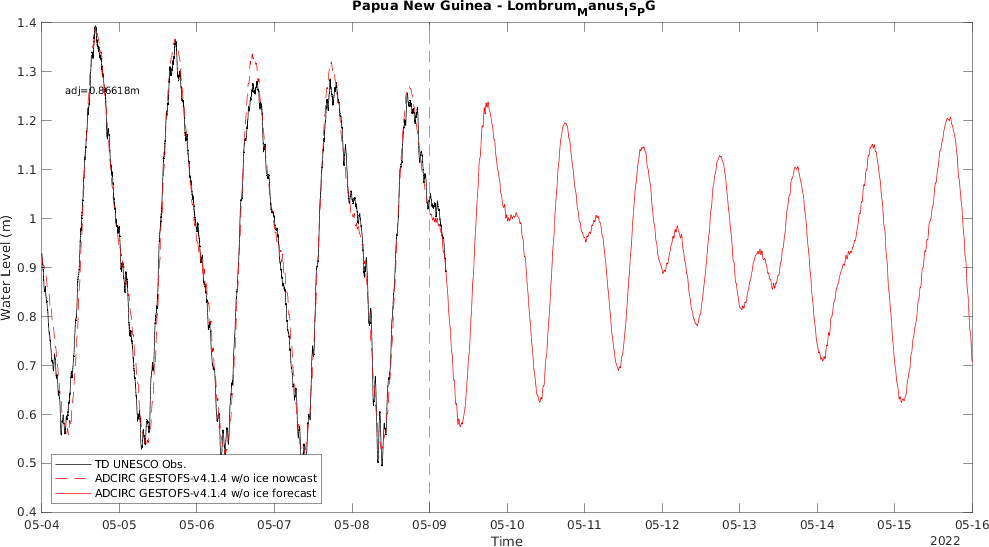 Papua New Guinea - LombrumManusIsPG
1.4
1.3
1.2
1.1
1
0.9
0.8
0.7
0.6
0.5
0.4
Water Level (m)
adj=0.86618m
TD UNESCO Obs.
ADCIRC GESTOFS-v4.1.4 w/o ice nowcast
ADCIRC GESTOFS-v4.1.4 w/o ice forecast
05-04 05-05 05-06 05-07 05-08 05-09 05-10 05-11 05-12 05-13 05-14 05-15 05-16
Time
2022